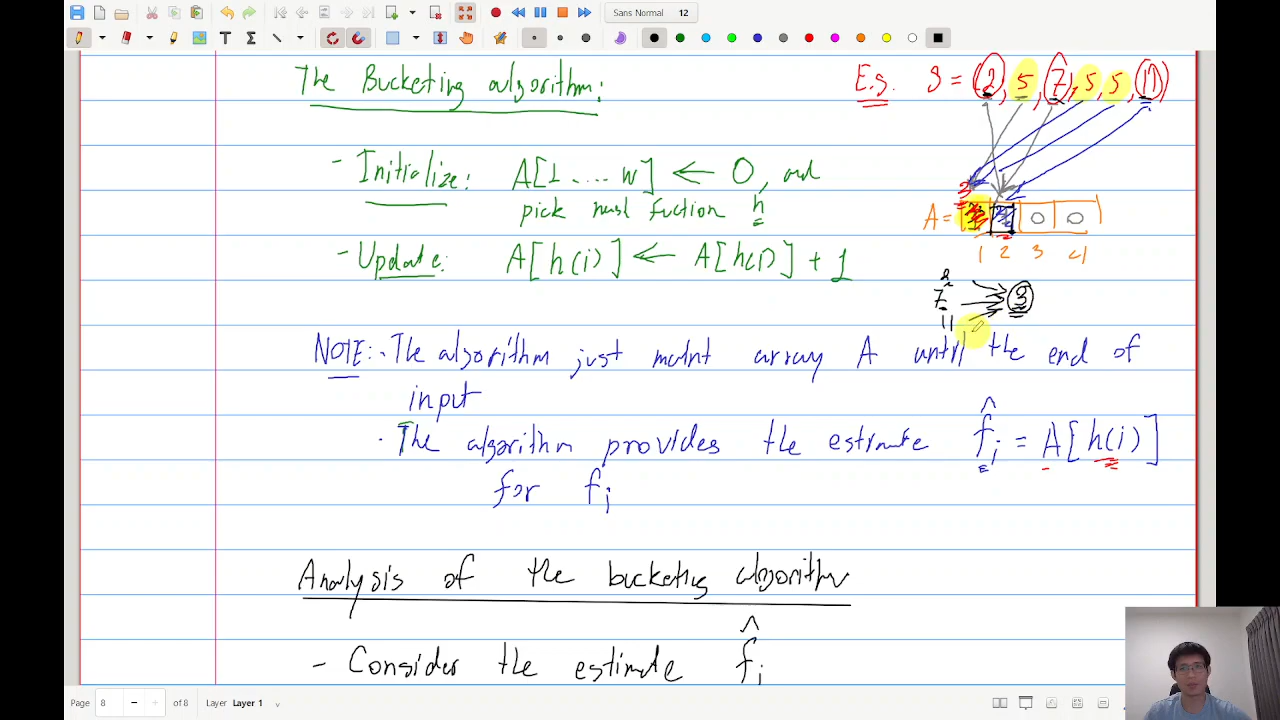 Sans Normal 12
The Bucketing algorithm:
E.g. S = (2, 5, 7, 5, 5, 11)
- Initialize: A[1 .... w] ← 0, and
pick hash fuction h
3
A = 0 0
1 2 3 4
- Update: A[h(i)] ← A[h(i)] + 1
2
7 3
11
NOTE: · The algorithm just maint array A until the end of
input
· The algorithm provides the estimate f̂i = A[h(i)]
for fi
Analysis of the bucketing algorithm
- Consider the estimate f̂i
Page 8 of 8 Layer Layer 1